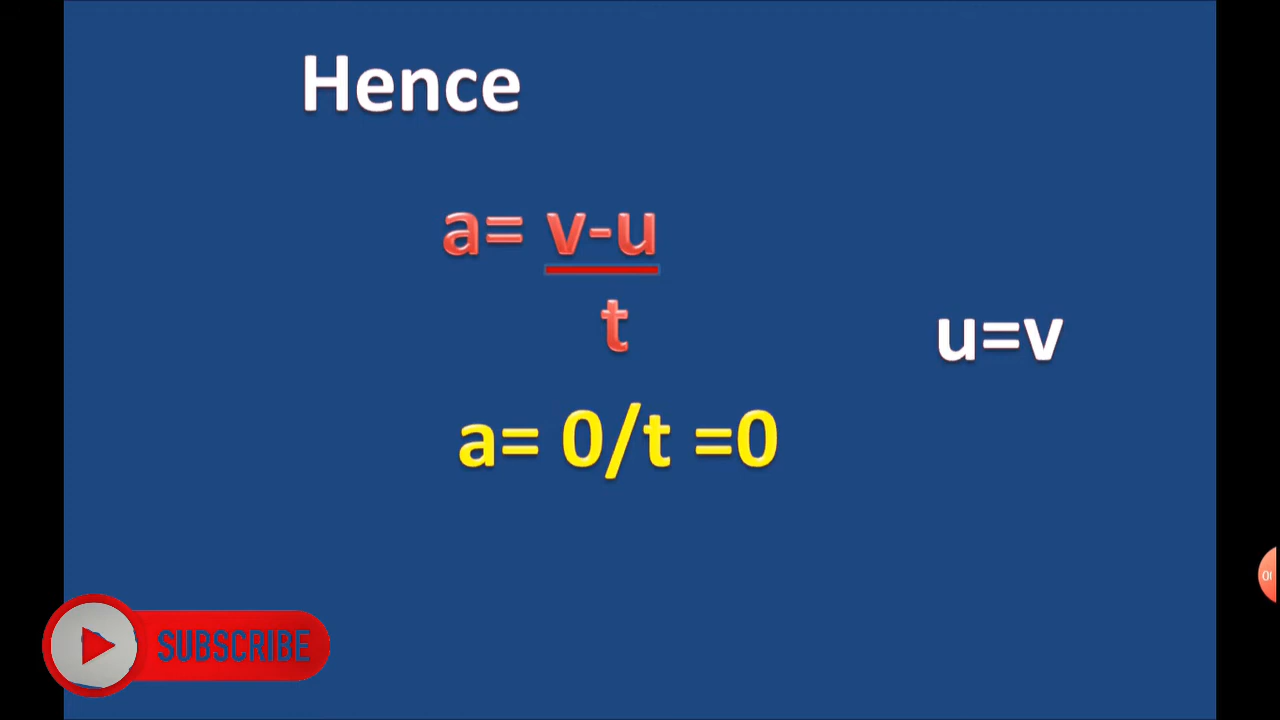 Hence
a= v-u
t
u=v
a= 0/t =0
SUBSCRIBE